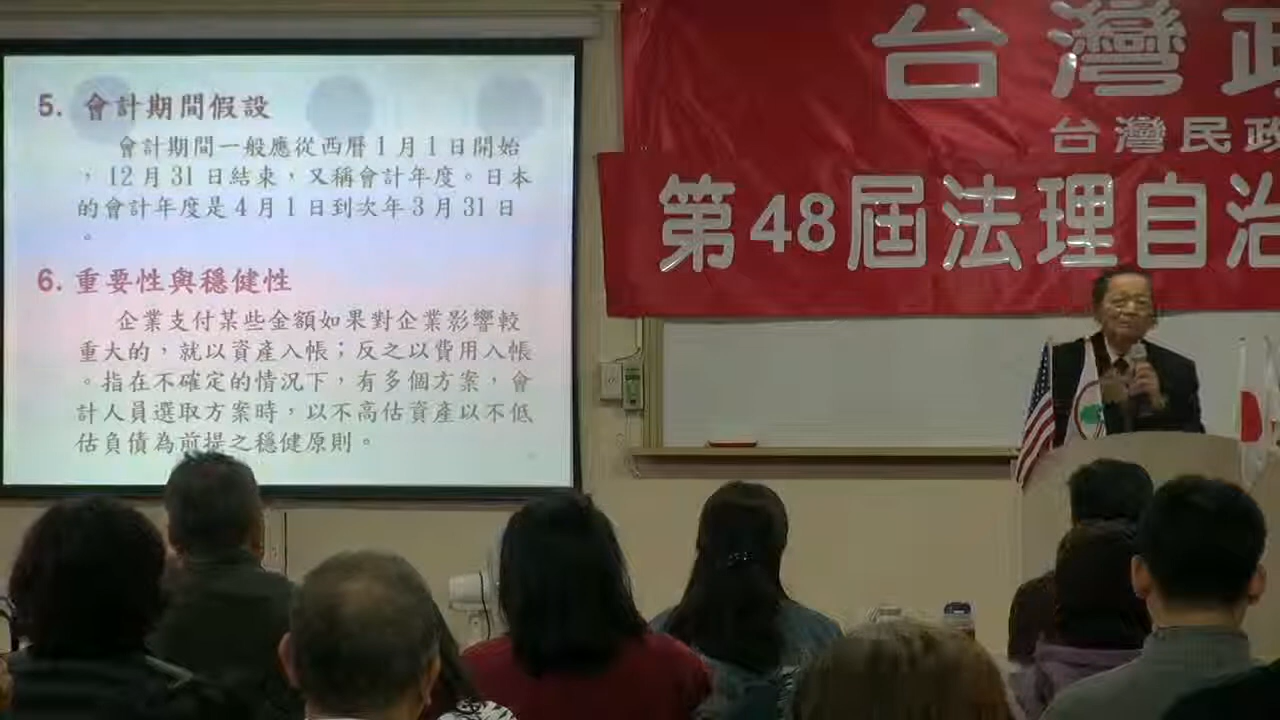 5. 會計期間假設
會計期間一般應從西曆1月1日開始
，12月31日結束，又稱會計年度。日本
的會計年度是4月1日到次年3月31日
。
6. 重要性與穩健性
企業支付某些金額如果對企業影響較
重大的，就以資產入帳；反之以費用入帳
。指在不確定的情況下，有多個方案，會
計人員選取方案時，以不高估資產以不低
估負債為前提之穩健原則。
台灣政
台灣民政
第48屆法理自治